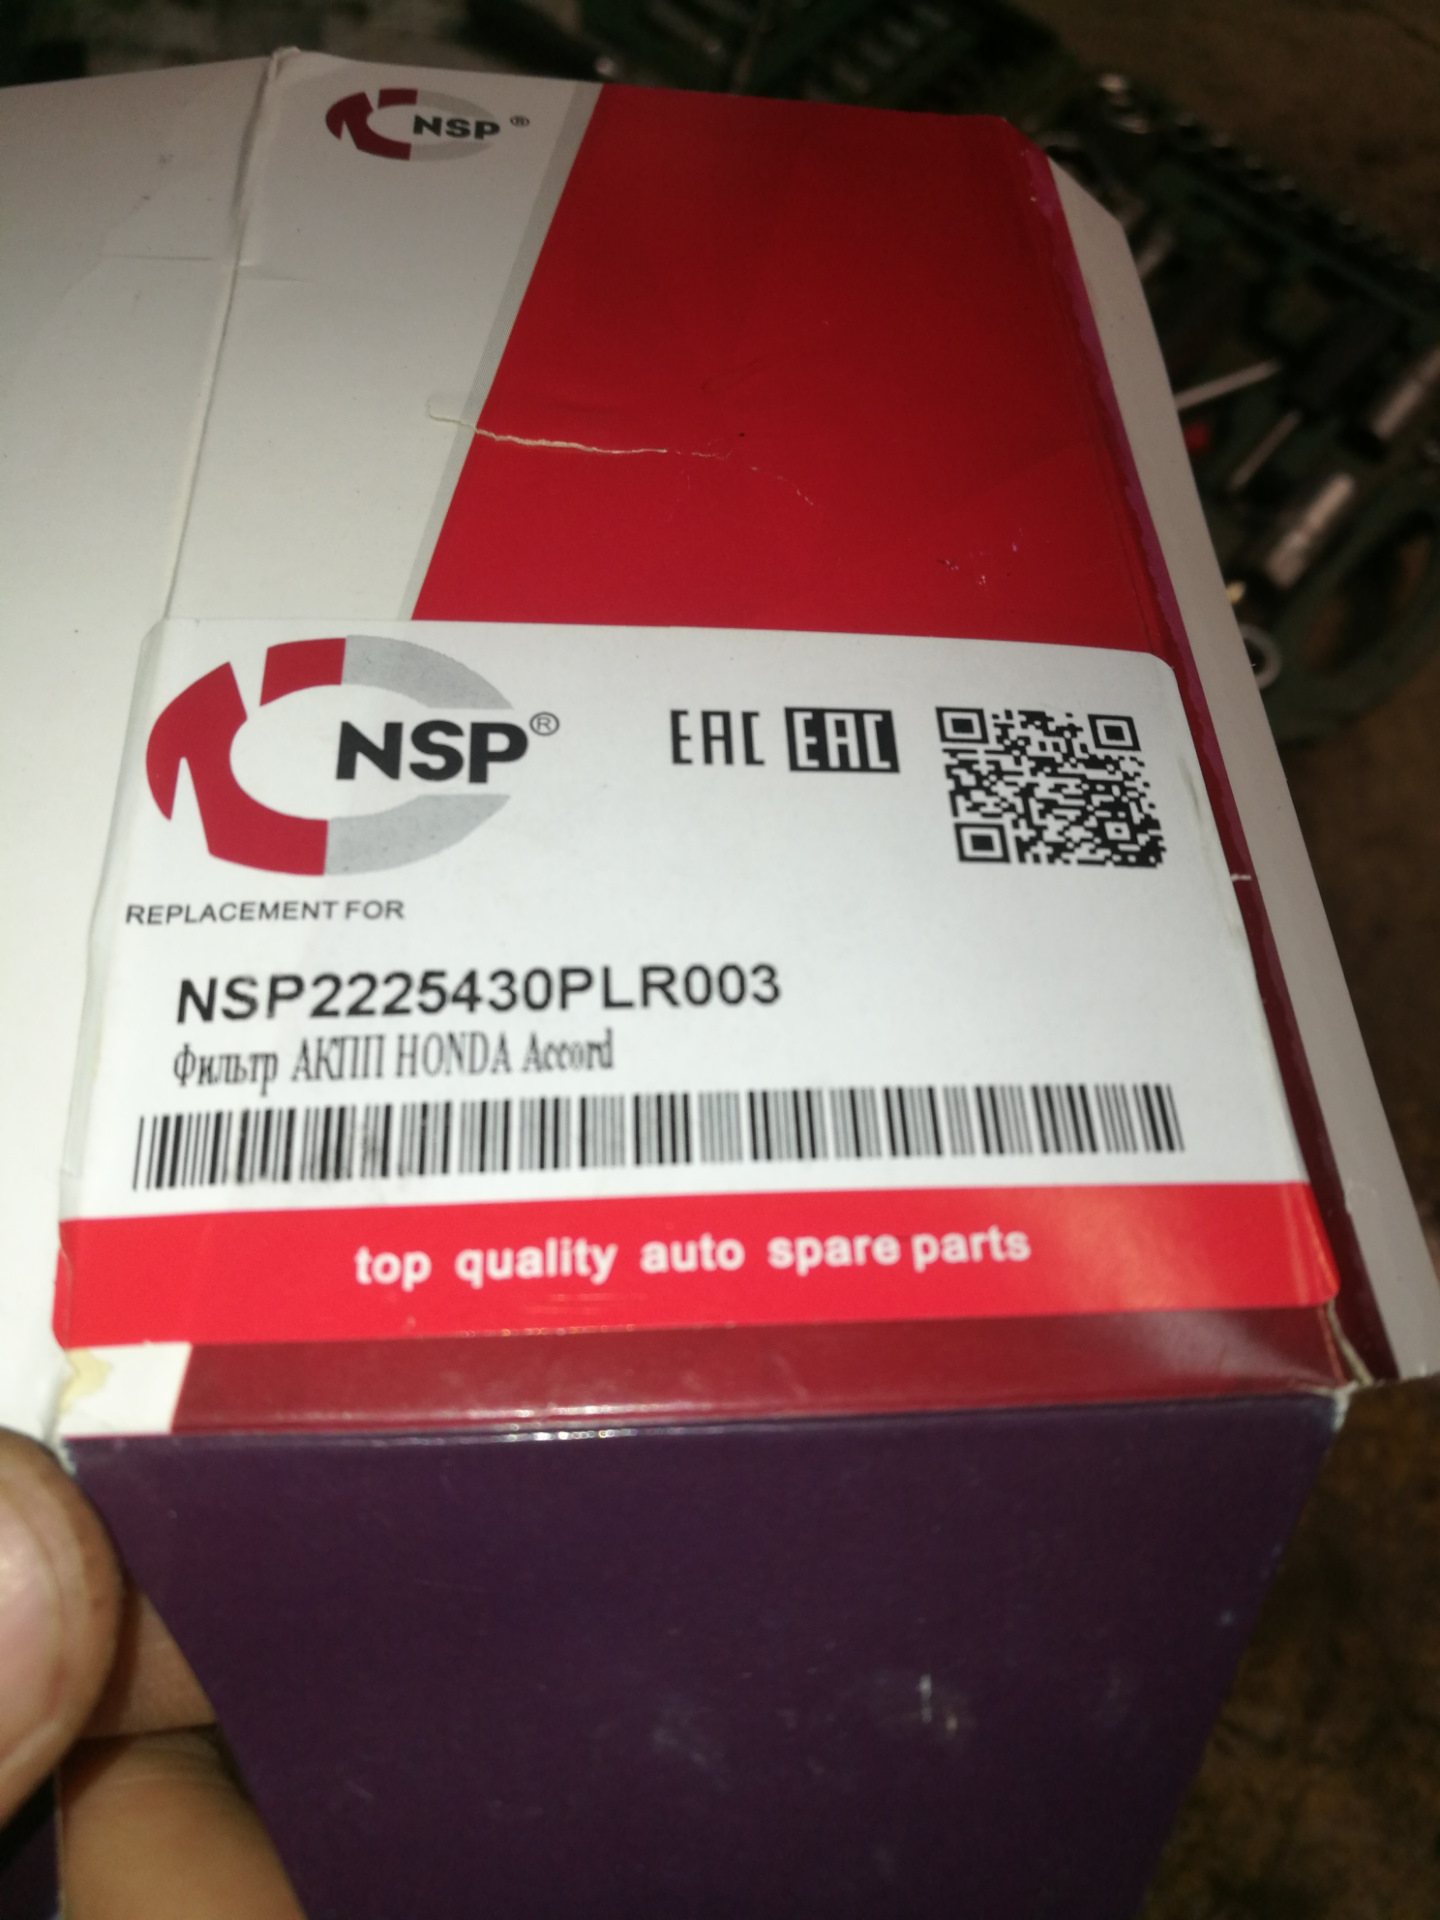 NSP ®
NSP®
EAC EAC
REPLACEMENT FOR
NSP2225430PLR003
Фильтр АКПП HONDA Accord
top quality auto spare parts